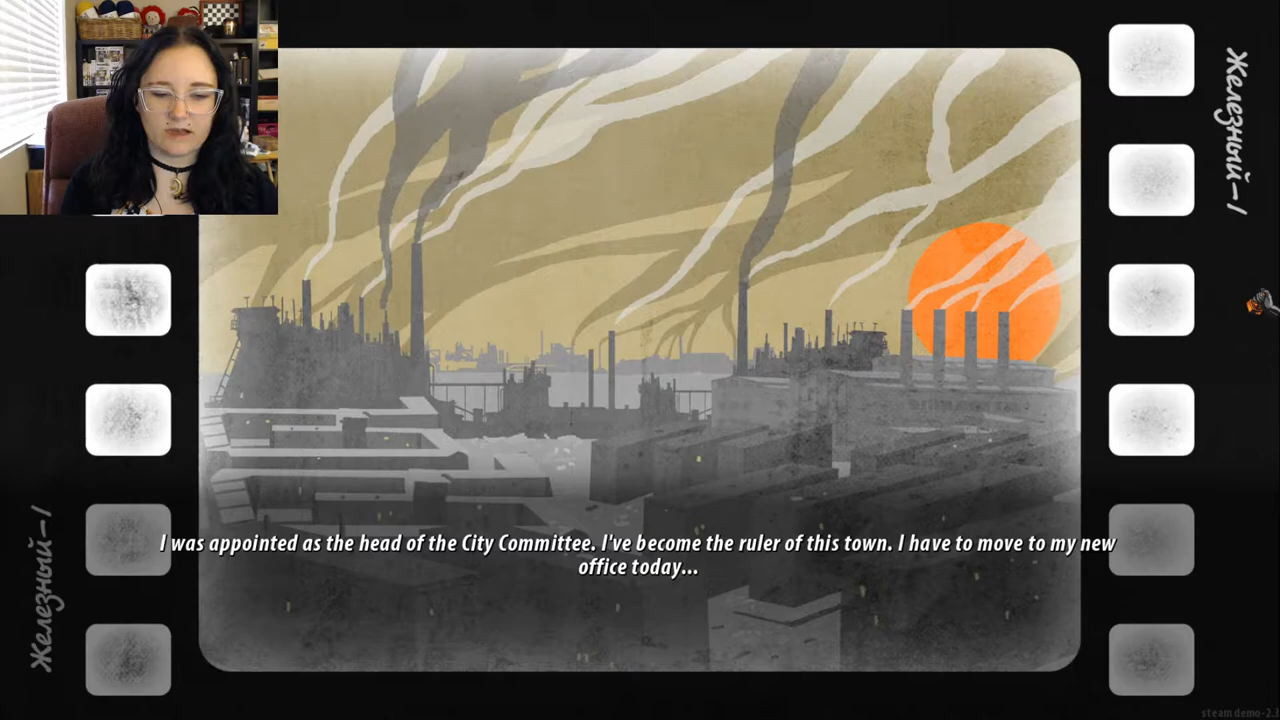 Железный-1
I was appointed as the head of the City Committee. I've become the ruler of this town. I have to move to my new
office today...
Железный-1